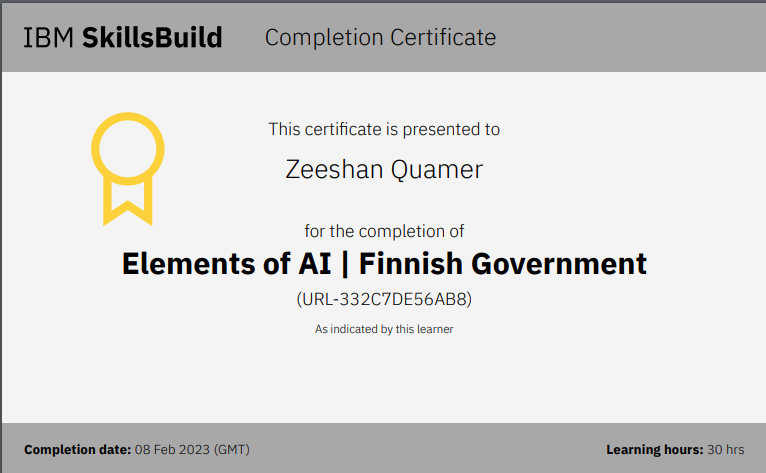 IBM SkillsBuild Completion Certificate
This certificate is presented to
Zeeshan Quamer
for the completion of
Elements of AI | Finnish Government
(URL-332C7DE56AB8)
As indicated by this learner
Completion date: 08 Feb 2023 (GMT)
Learning hours: 30 hrs